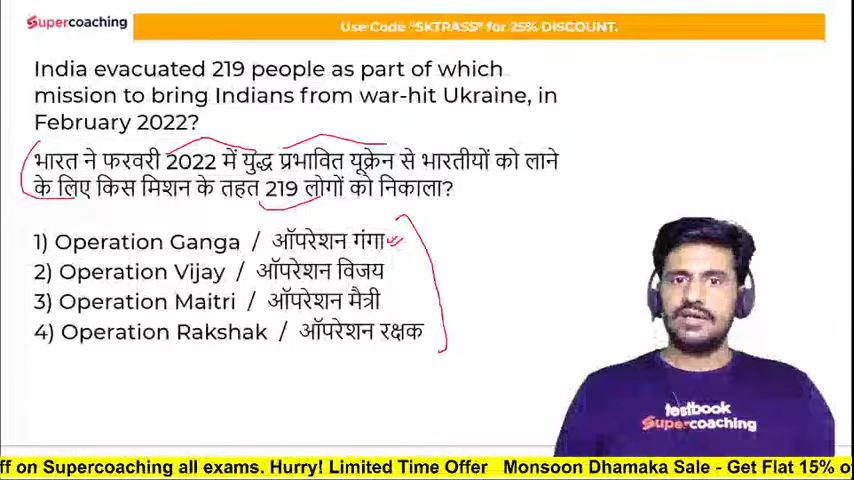 Supercoaching
Use Code "SKTPASS" for 25% DISCOUNT.
India evacuated 219 people as part of which
mission to bring Indians from war-hit Ukraine, in
February 2022?
भारत ने फरवरी 2022 में युद्ध प्रभावित यूक्रेन से भारतीयों को लाने
के लिए किस मिशन के तहत 219 लोगों को निकाला?
1) Operation Ganga / ऑपरेशन गंगा
2) Operation Vijay / ऑपरेशन विजय
3) Operation Maitri / ऑपरेशन मैत्री
4) Operation Rakshak / ऑपरेशन रक्षक
testbook
Supercoaching
ff on Supercoaching all exams. Hurry! Limited Time Offer Monsoon Dhamaka Sale - Get Flat 15% o